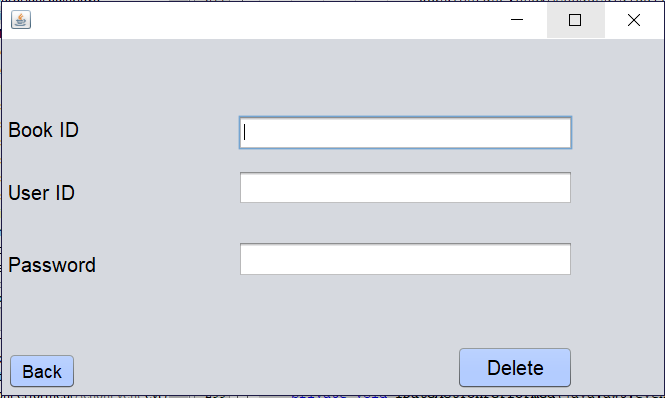 Book ID
User ID
Password
Back
Delete